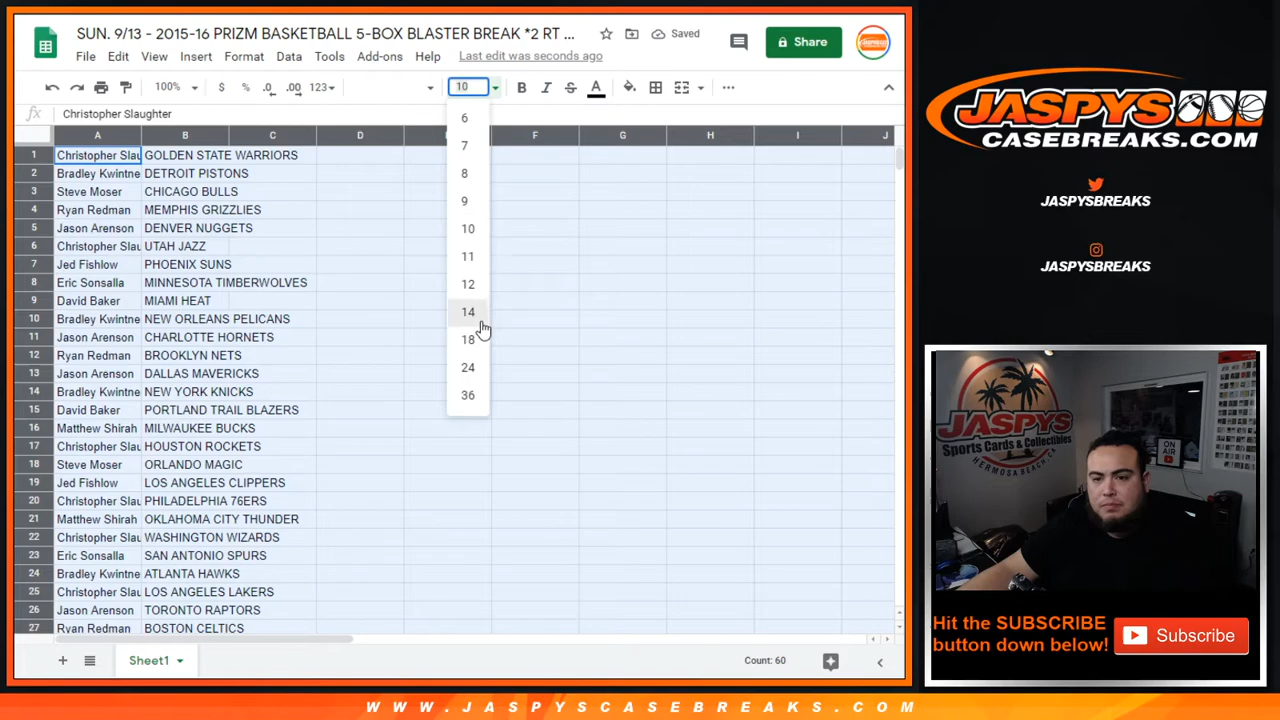 SUN. 9/13 - 2015-16 PRIZM BASKETBALL 5-BOX BLASTER BREAK *2 RT ...
Saved
Share
File Edit View Insert Format Data Tools Add-ons Help Last edit was seconds ago
100% $ % .0 .00 123 10 B I S A
fx Christopher Slaughter
A B C D F G H I J
1 Christopher Slau GOLDEN STATE WARRIORS
2 Bradley Kwintne DETROIT PISTONS
3 Steve Moser CHICAGO BULLS
4 Ryan Redman MEMPHIS GRIZZLIES
5 Jason Arenson DENVER NUGGETS
6 Christopher Slau UTAH JAZZ
7 Jed Fishlow PHOENIX SUNS
8 Eric Sonsalla MINNESOTA TIMBERWOLVES
9 David Baker MIAMI HEAT
10 Bradley Kwintne NEW ORLEANS PELICANS
11 Jason Arenson CHARLOTTE HORNETS
12 Ryan Redman BROOKLYN NETS
13 Jason Arenson DALLAS MAVERICKS
14 Bradley Kwintne NEW YORK KNICKS
15 David Baker PORTLAND TRAIL BLAZERS
16 Matthew Shirah MILWAUKEE BUCKS
17 Christopher Slau HOUSTON ROCKETS
18 Steve Moser ORLANDO MAGIC
19 Jed Fishlow LOS ANGELES CLIPPERS
20 Christopher Slau PHILADELPHIA 76ERS
21 Matthew Shirah OKLAHOMA CITY THUNDER
22 Christopher Slau WASHINGTON WIZARDS
23 Eric Sonsalla SAN ANTONIO SPURS
24 Bradley Kwintne ATLANTA HAWKS
25 Christopher Slau LOS ANGELES LAKERS
26 Jason Arenson TORONTO RAPTORS
27 Ryan Redman BOSTON CELTICS
6
7
8
9
10
11
12
14
18
24
36
Sheet1
Count: 60
JASPYS
CASEBREAKS.COM
JASPYSBREAKS
JASPYSBREAKS
JASPYS
Sports Cards & Collectibles
HERMOSA BEACH, CA
ON AIR
Hit the SUBSCRIBE
button down below!
Subscribe
WWW.JASPYSCASEBREAKS.COM